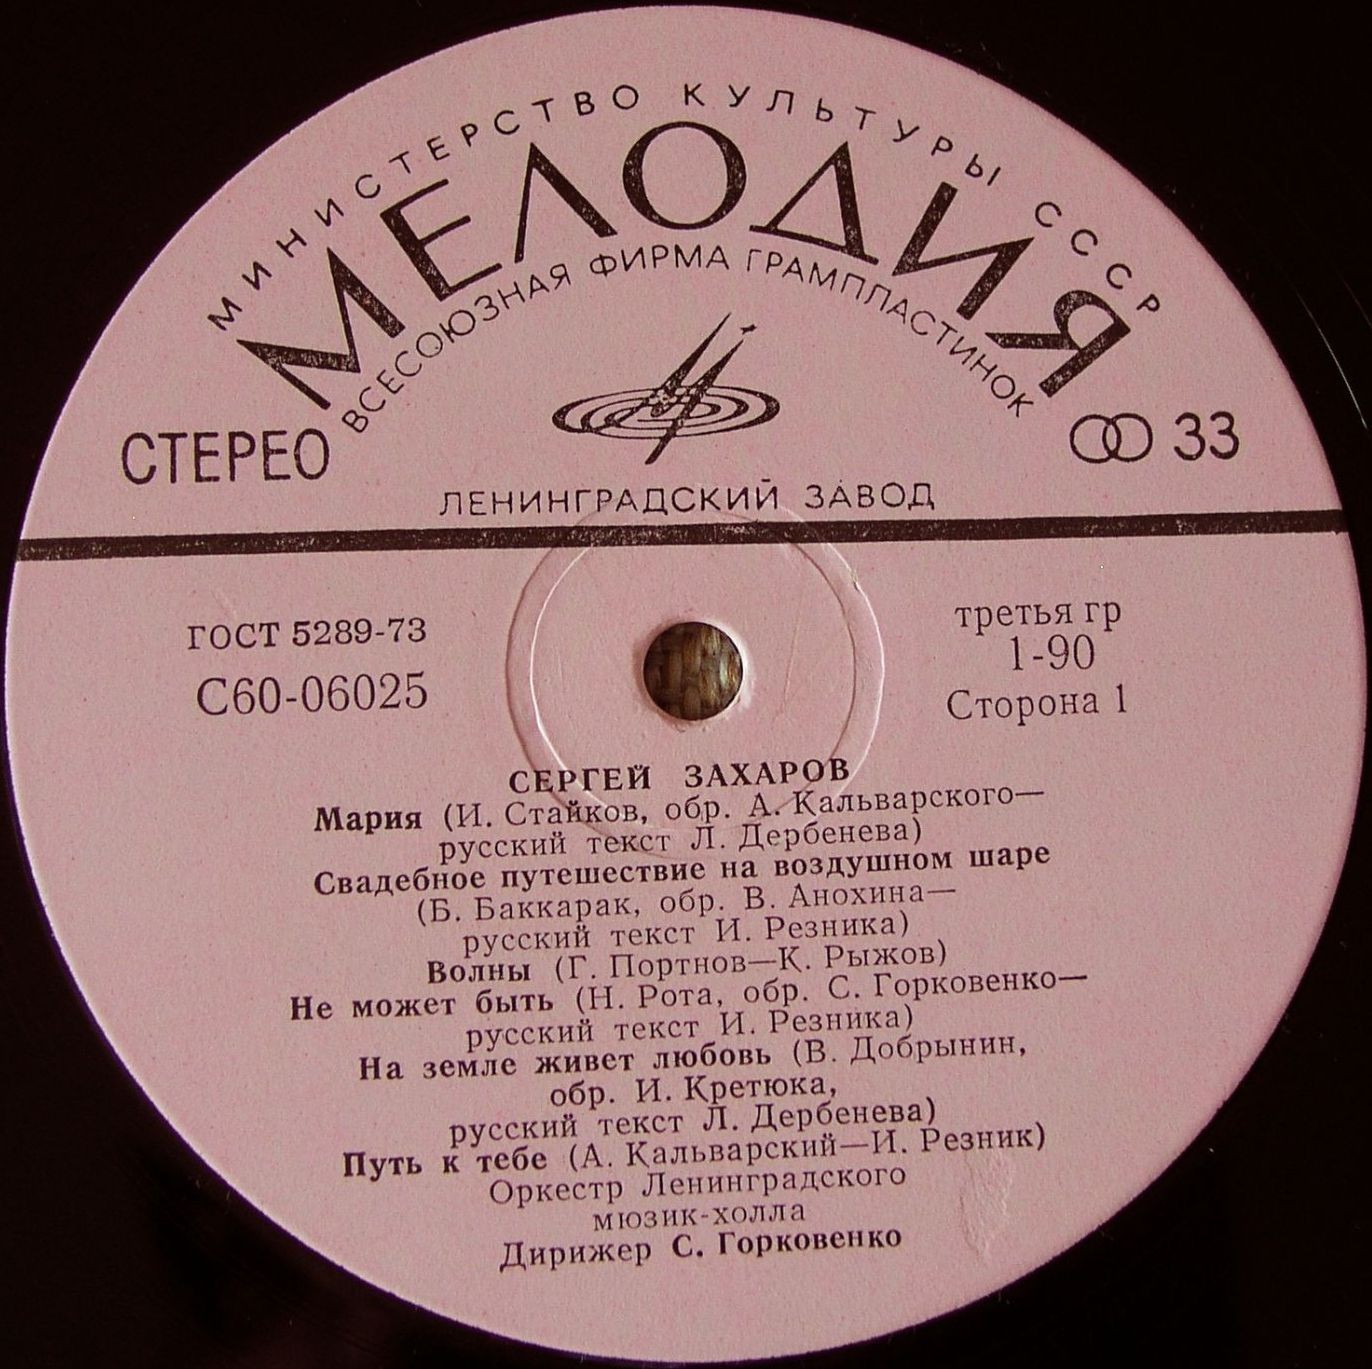 МИНИСТЕРСТВО КУЛЬТУРЫ СССР
МЕЛОДИЯ
ВСЕСОЮЗНАЯ ФИРМА ГРАМПЛАСТИНОК
СТЕРЕО
33
ЛЕНИНГРАДСКИЙ ЗАВОД
ГОСТ 5289-73
С60-06025
третья гр
1-90
Сторона 1
СЕРГЕЙ ЗАХАРОВ
Мария (И. Стайков, обр. А. Кальварского—
русский текст Л. Дербенева)
Свадебное путешествие на воздушном шаре
(Б. Баккарак, обр. В. Анохина—
русский текст И. Резника)
Волны (Г. Портнов—К. Рыжов)
Не может быть (Н. Рота, обр. С. Горковенко—
русский текст И. Резника)
На земле живет любовь (В. Добрынин,
обр. И. Кретюка,
русский текст Л. Дербенева)
Путь к тебе (А. Кальварский—И. Резник)
Оркестр Ленинградского
мюзик-холла
Дирижер С. Горковенко